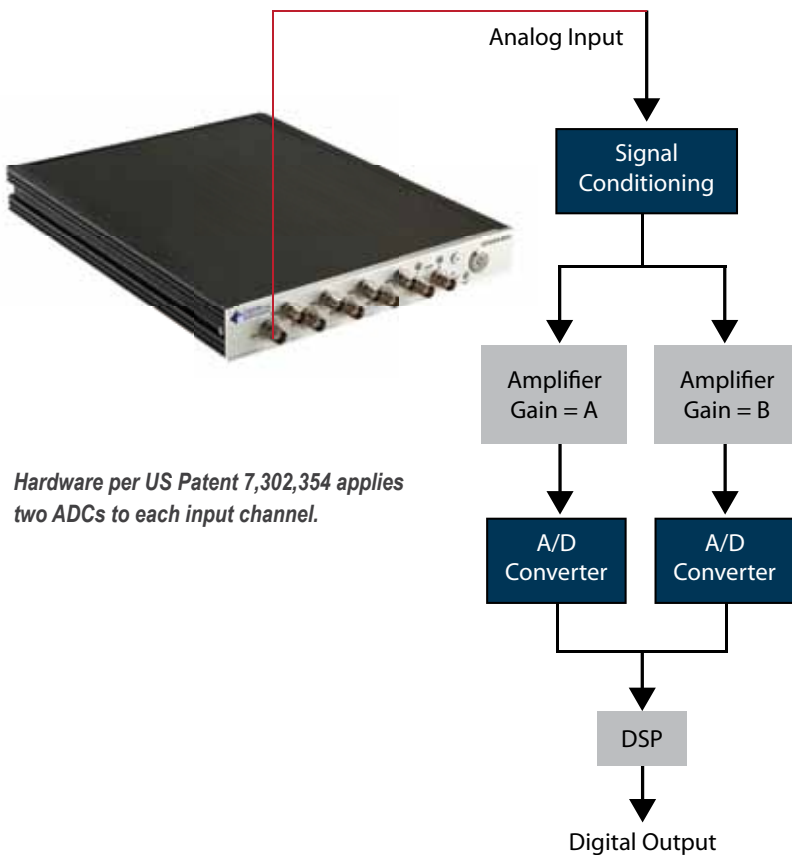 Analog Input
Signal
Conditioning
Amplifier
Gain = A
Amplifier
Gain = B
Hardware per US Patent 7,302,354 applies
two ADCs to each input channel.
A/D
Converter
A/D
Converter
DSP
Digital Output